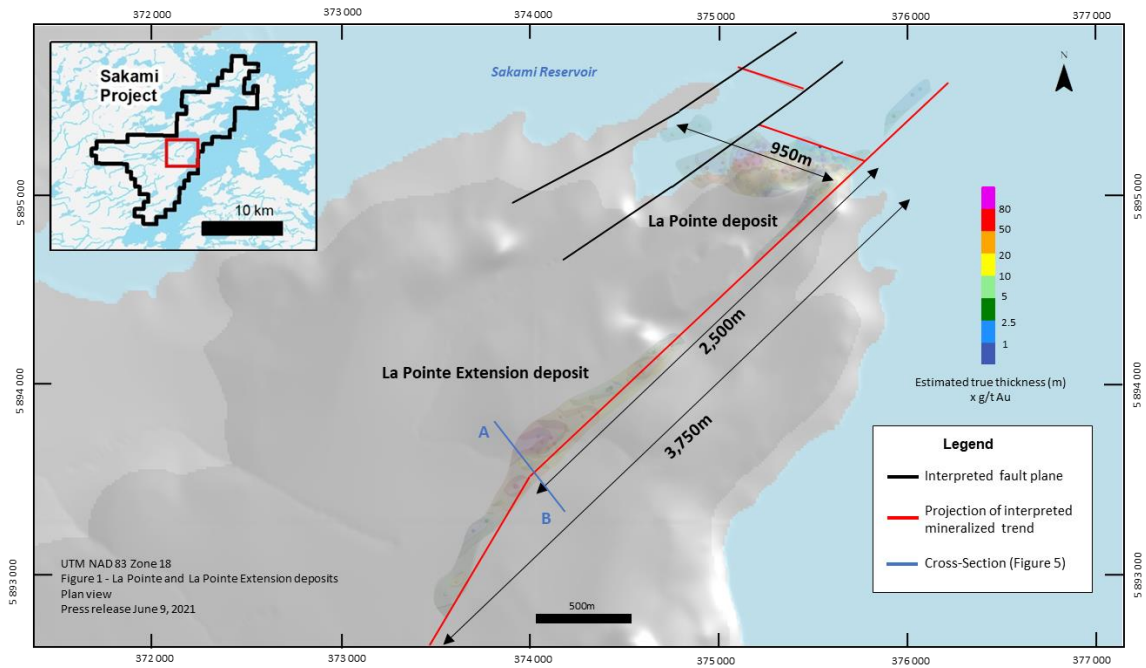 372 000
373 000
374 000
375 000
376 000
377 000
Sakami
Project
10 km
Sakami Reservoir
N
950m
5 895 000
5 895 000
La Pointe deposit
80
50
20
10
5
2.5
1
Estimated true thickness (m)
x g/t Au
2,500m
La Pointe Extension deposit
5 894 000
5 894 000
3,750m
A
B
Legend
Interpreted fault plane
Projection of interpreted
mineralized trend
Cross-Section (Figure 5)
5 893 000
5 893 000
UTM NAD 83 Zone 18
Figure 1 - La Pointe and La Pointe Extension deposits
Plan view
Press release June 9, 2021
500m
372 000
373 000
374 000
375 000
376 000
377 000